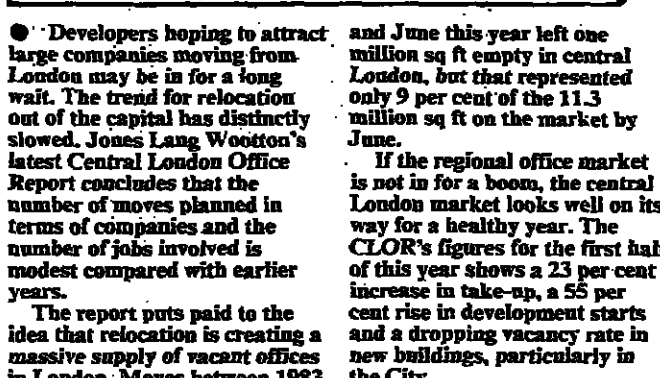 ● Developers hoping to attract
large companies moving from
London may be in for a long
wait. The trend for relocation
out of the capital has distinctly
slowed. Jones Lang Wootton's
latest Central London Office
Report concludes that the
number of moves planned in
terms of companies and the
number of jobs involved is
modest compared with earlier
years.
The report puts paid to the
idea that relocation is creating a
massive supply of vacant offices
in London. Moves between 1983
and June this year left one
million sq ft empty in central
London, but that represented
only 9 per cent of the 11.3
million sq ft on the market by
June.
If the regional office market
is not in for a boom, the central
London market looks well on its
way for a healthy year. The
CLOR's figures for the first hal
of this year shows a 23 per cent
increase in take-up, a 55 per
cent rise in development starts
and a dropping vacancy rate in
new buildings, particularly in
the City.